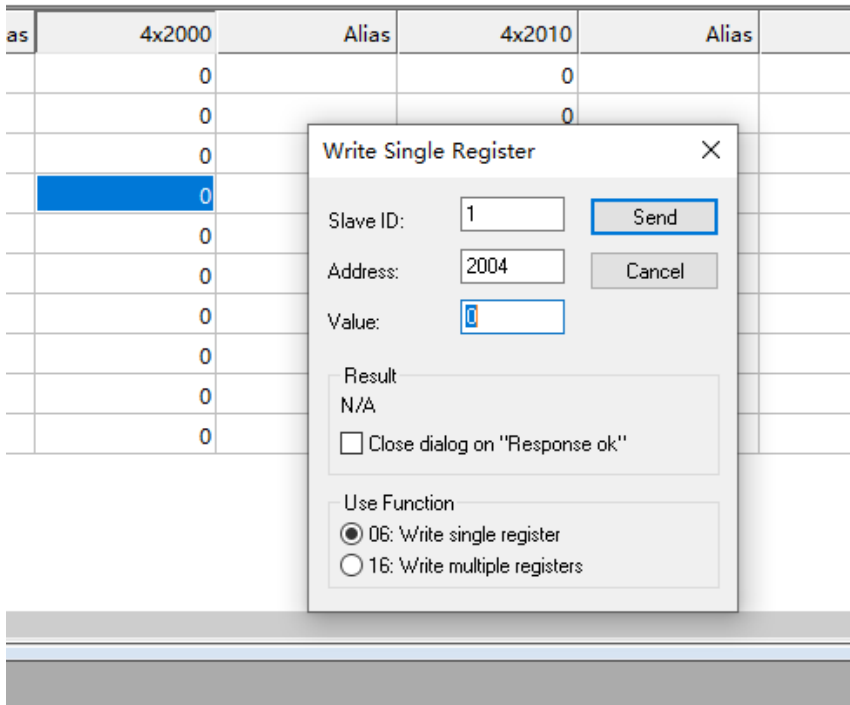 as 4x2000 Alias 4x2010 Alias
0 0
0 0
0
0
0
0
0
0
0
0
Write Single Register
Slave ID: 1 Send
Address: 2004 Cancel
Value: 0
Result
N/A
Close dialog on "Response ok"
Use Function
06: Write single register
16: Write multiple registers